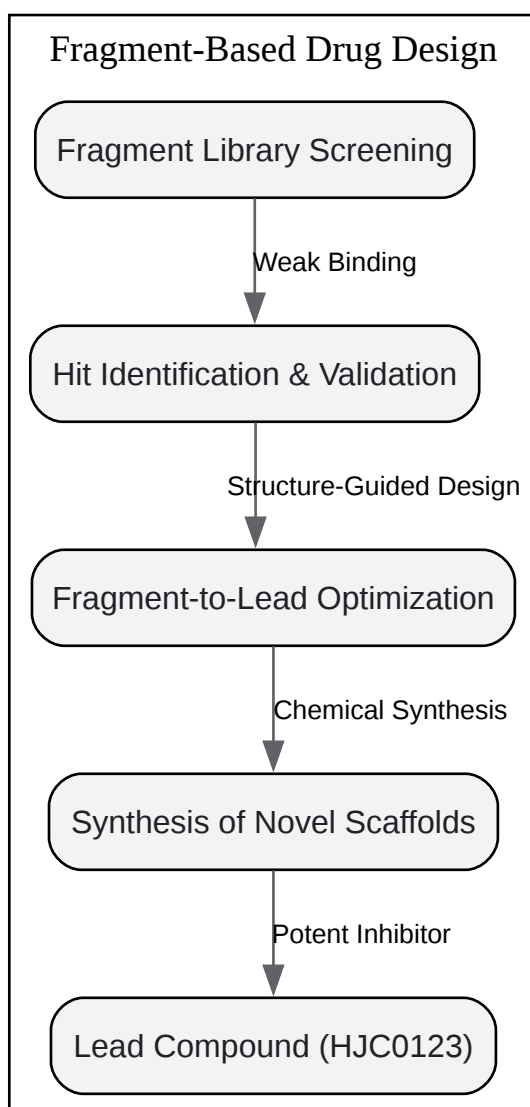 Fragment-Based Drug Design
Fragment Library Screening
Weak Binding
Hit Identification & Validation
Structure-Guided Design
Fragment-to-Lead Optimization
Chemical Synthesis
Synthesis of Novel Scaffolds
Potent Inhibitor
Lead Compound (HJC0123)